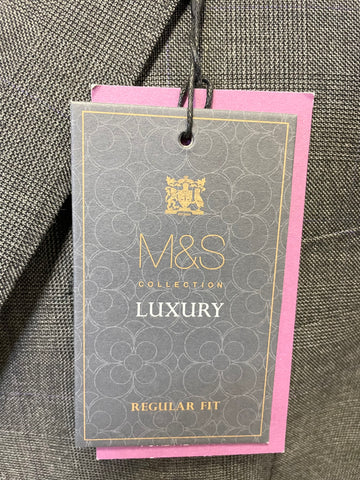 M&S
COLLECTION
LUXURY
REGULAR FIT